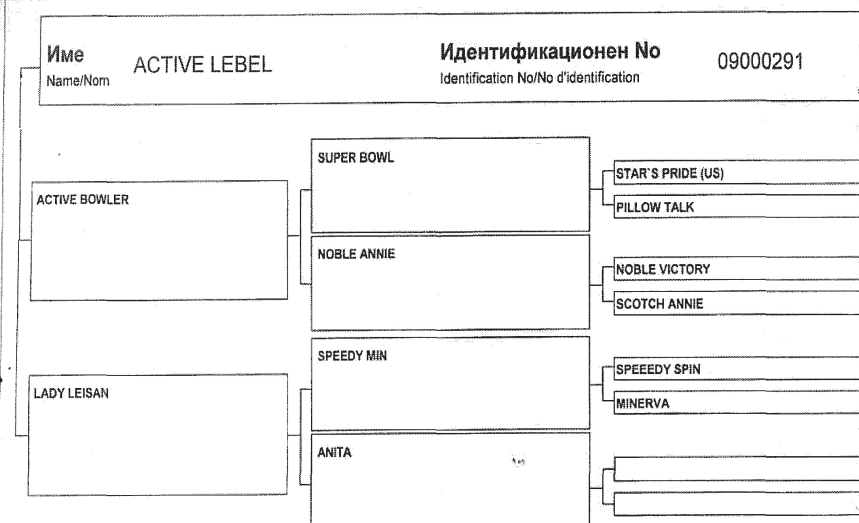 Име
Name/Nom
ACTIVE LEBEL
Идентификационен No
Identification No/No d'identification
09000291
ACTIVE BOWLER
SUPER BOWL
STAR`S PRIDE (US)
PILLOW TALK
NOBLE ANNIE
NOBLE VICTORY
SCOTCH ANNIE
LADY LEISAN
SPEEDY MIN
SPEEEDY SPIN
MINERVA
ANITA